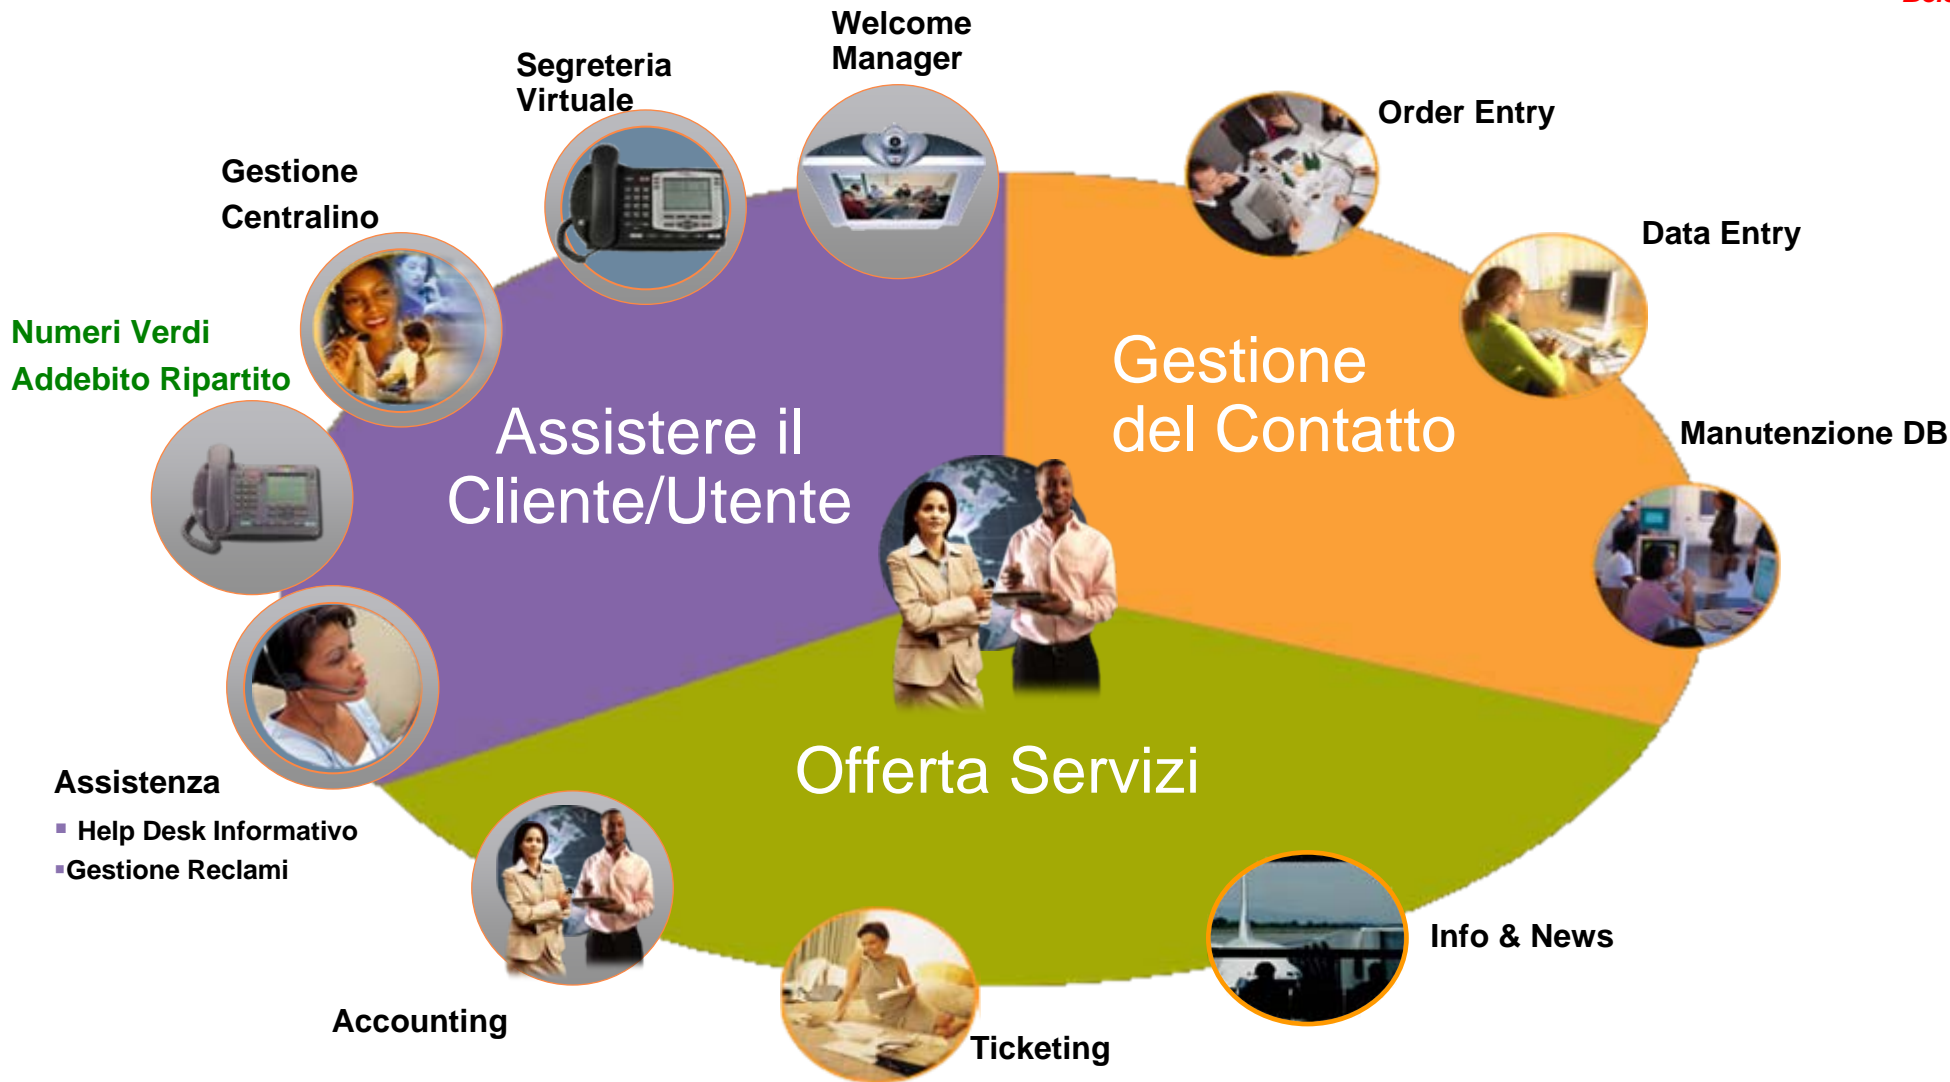 Welcome
Manager
Segreteria
Virtuale
Order Entry
Gestione
Centralino
Data Entry
Numeri Verdi
Addebito Ripartito
Gestione
del Contatto
Assistere il
Cliente/Utente
Manutenzione DB
Offerta Servizi
Assistenza
▪ Help Desk Informativo
▪Gestione Reclami
Info & News
Accounting
Ticketing